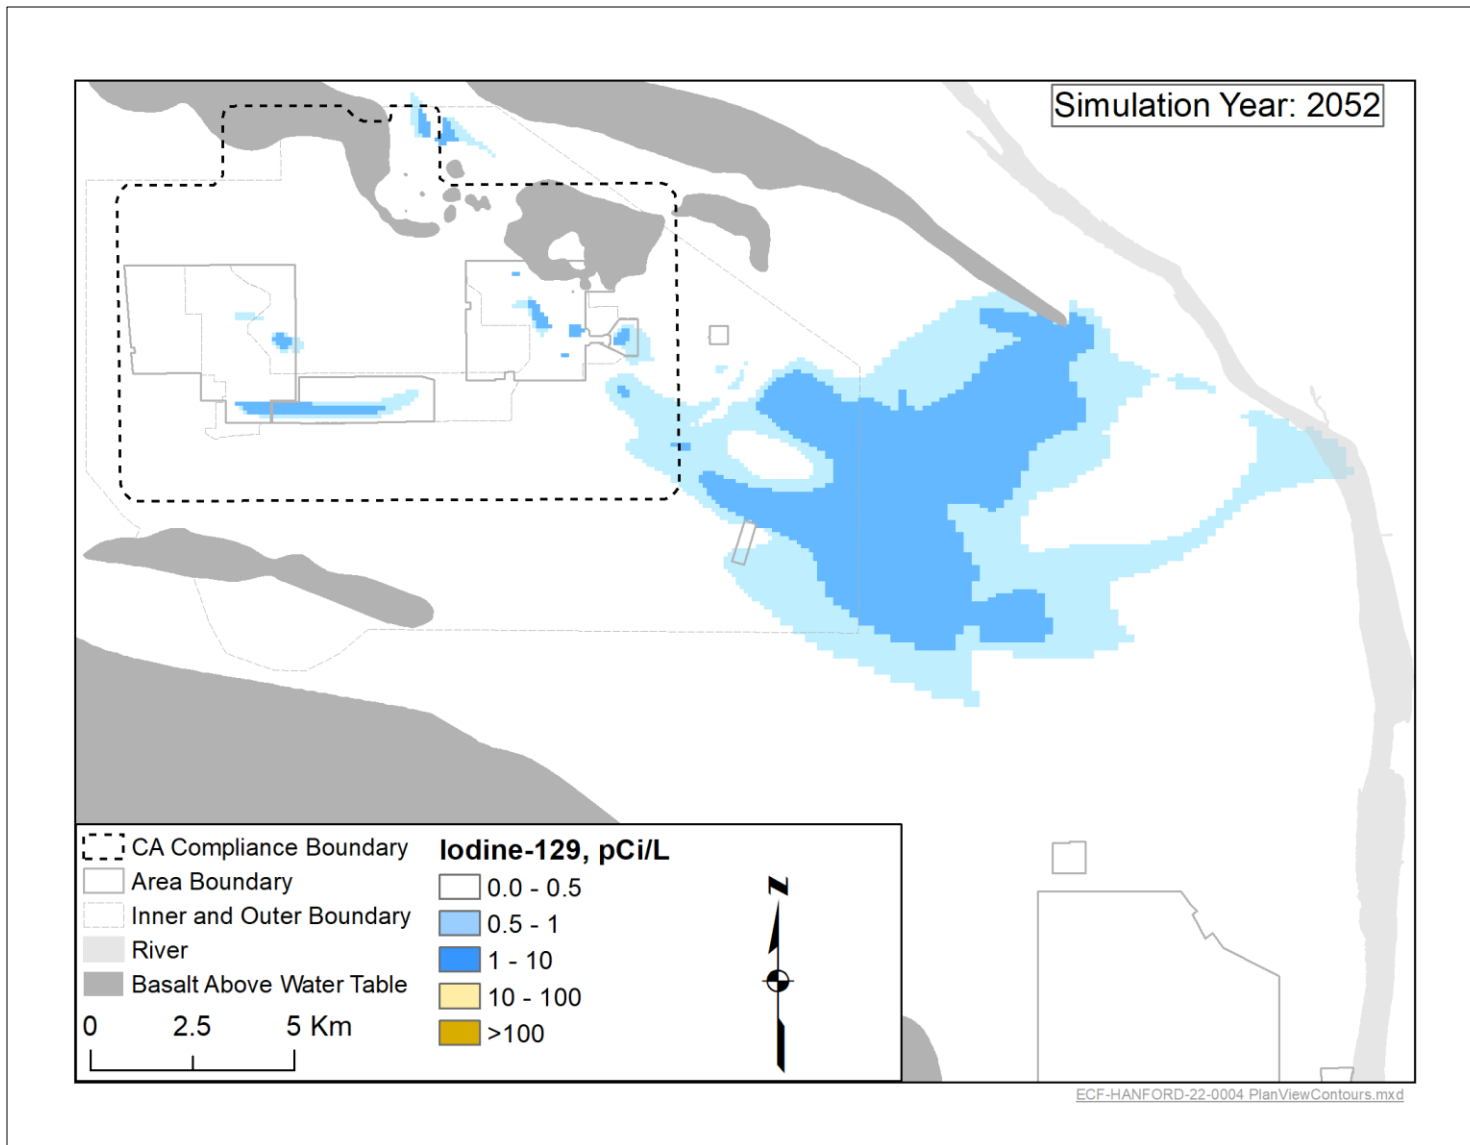 Simulation Year: 2052
CA Compliance Boundary
Area Boundary
Inner and Outer Boundary
River
Basalt Above Water Table
0 2.5 5 Km
Iodine-129, pCi/L
0.0 - 0.5
0.5 - 1
1 - 10
10 - 100
>100
N
ECF-HANFORD-22-0004 PlanViewContours.mxd